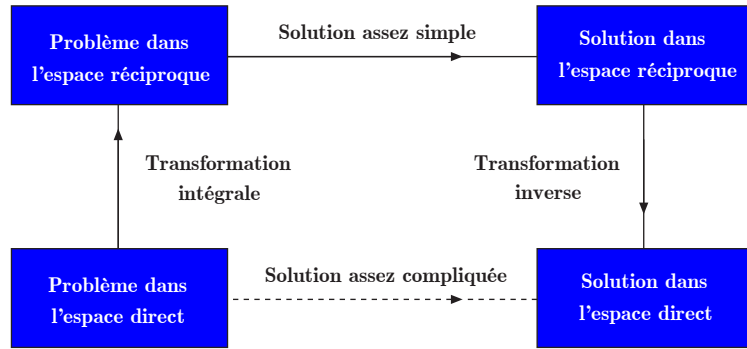 Problème dans
l'espace réciproque
Solution assez simple
Solution dans
l'espace réciproque
Transformation
intégrale
Transformation
inverse
Problème dans
l'espace direct
Solution assez compliquée
Solution dans
l'espace direct